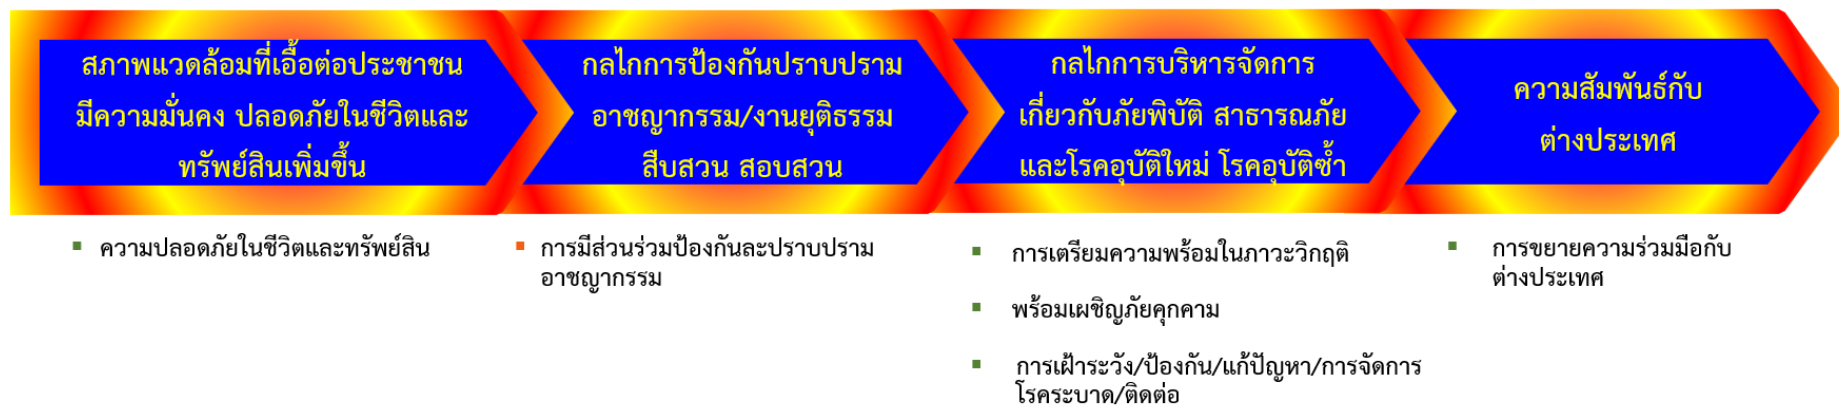 สภาพแวดล้อมที่เอื้อต่อประชาชน
มีความมั่นคง ปลอดภัยในชีวิตและ
ทรัพย์สินเพิ่มขึ้น
กลไกการป้องกันปราบปราม
อาชญากรรม/งานยุติธรรม
สืบสวน สอบสวน
กลไกการบริหารจัดการ
เกี่ยวกับภัยพิบัติ สาธารณภัย
และโรคอุบัติใหม่ โรคอุบัติซ้ำ
ความสัมพันธ์กับ
ต่างประเทศ
ความปลอดภัยในชีวิตและทรัพย์สิน
การมีส่วนร่วมป้องกันละปราบปราม
อาชญากรรม
การเตรียมความพร้อมในภาวะวิกฤติ
พร้อมเผชิญภัยคุกคาม
การเฝ้าระวัง/ป้องกัน/แก้ปัญหา/การจัดการ
โรคระบาด/ติดต่อ
การขยายความร่วมมือกับ
ต่างประเทศ